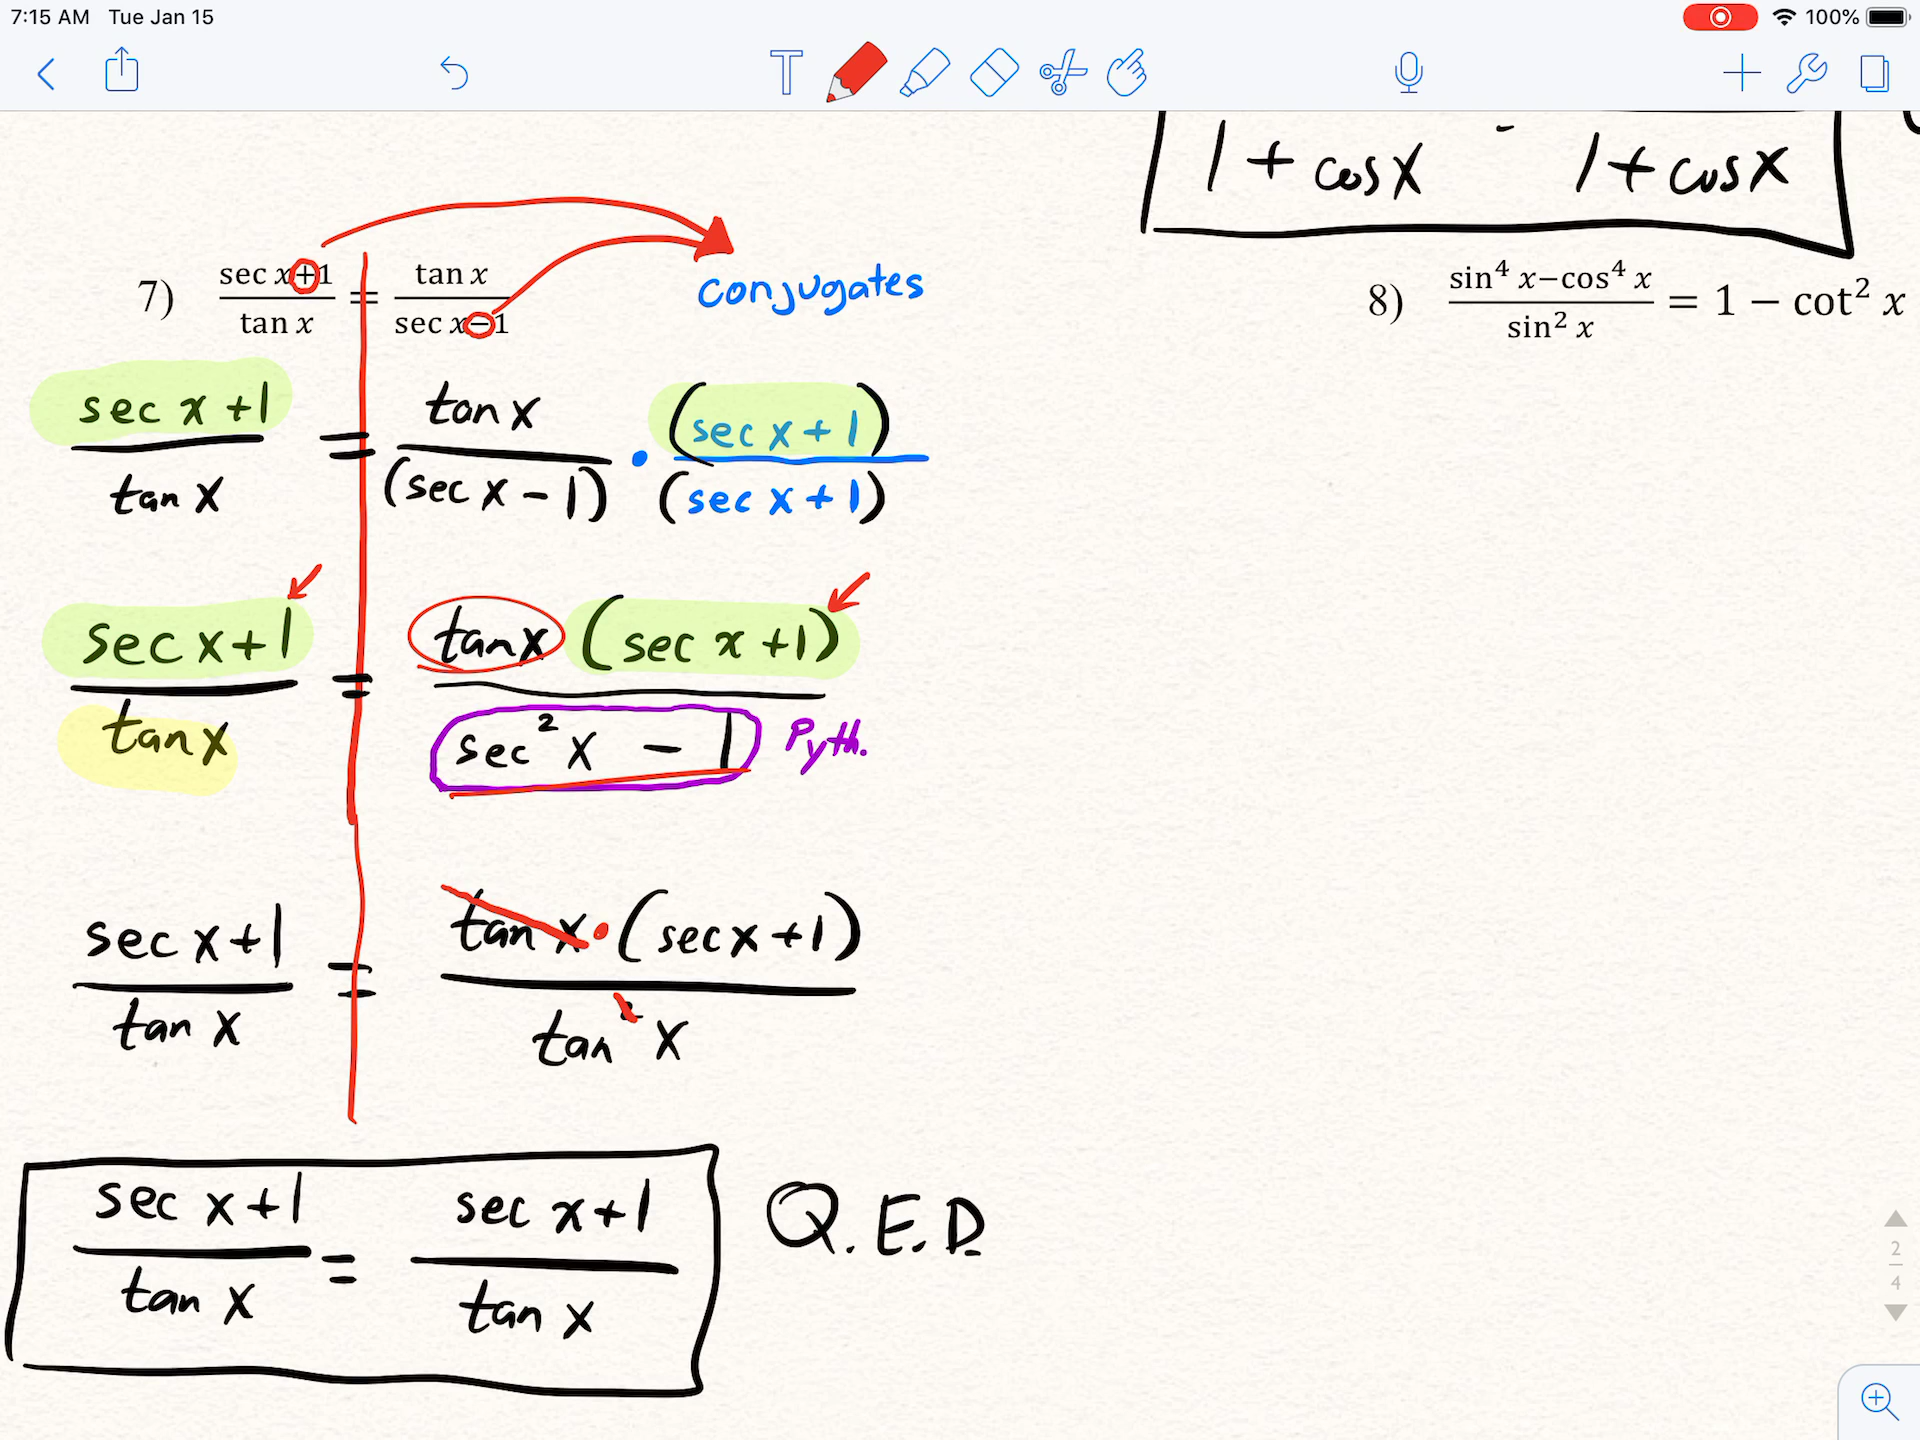 7:15 AM Tue Jan 15
100%
T
1 + cos x 1 + cos x
7) sec x+1 / tan x = tan x / sec x−1
conjugates
8) sin⁴ x−cos⁴ x / sin² x = 1 − cot² x
sec x + 1 / tan x = tan x / (sec x − 1) · (sec x + 1) / (sec x + 1)
sec x + 1 / tan x = tan x (sec x + 1) / sec² x − 1 Pyth.
sec x + 1 / tan x = tan x · (sec x + 1) / tan² x
sec x + 1 / tan x = sec x + 1 / tan x Q.E.D.
2
4